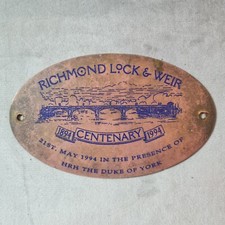 RICHMOND LOCK & WEIR
1894 CENTENARY 1994
21ST. MAY 1994 IN THE PRESENCE OF
HRH THE DUKE OF YORK